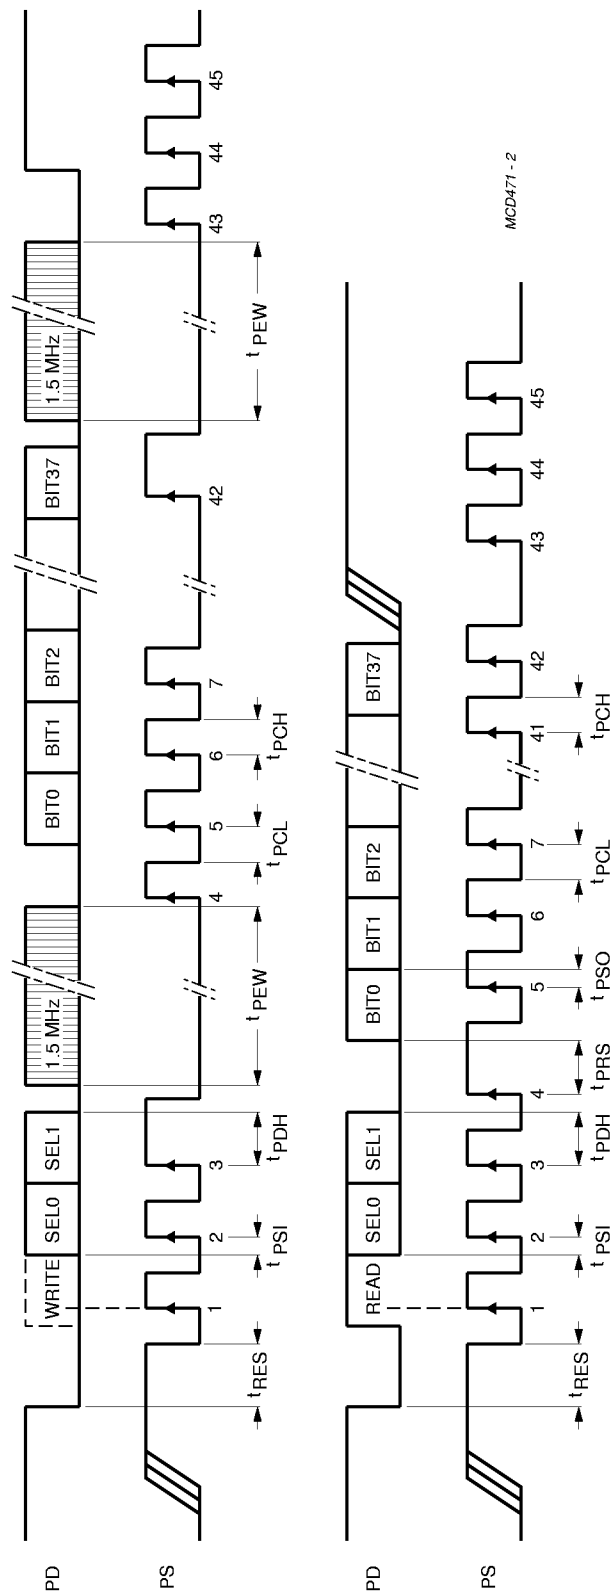 PD
WRITE
SEL0
SEL1
1.5 MHz
BIT0
BIT1
BIT2
BIT37
1.5 MHz
PS
1
2
3
4
5
6
7
42
43
44
45
tRES
tPSI
tPDH
tPEW
tPCL
tPCH
tPEW
PD
READ
SEL0
SEL1
BIT0
BIT1
BIT2
BIT37
PS
1
2
3
4
5
6
7
41
42
43
44
45
tRES
tPSI
tPDH
tPRS
tPSO
tPCL
tPCH
MCD471 - 2